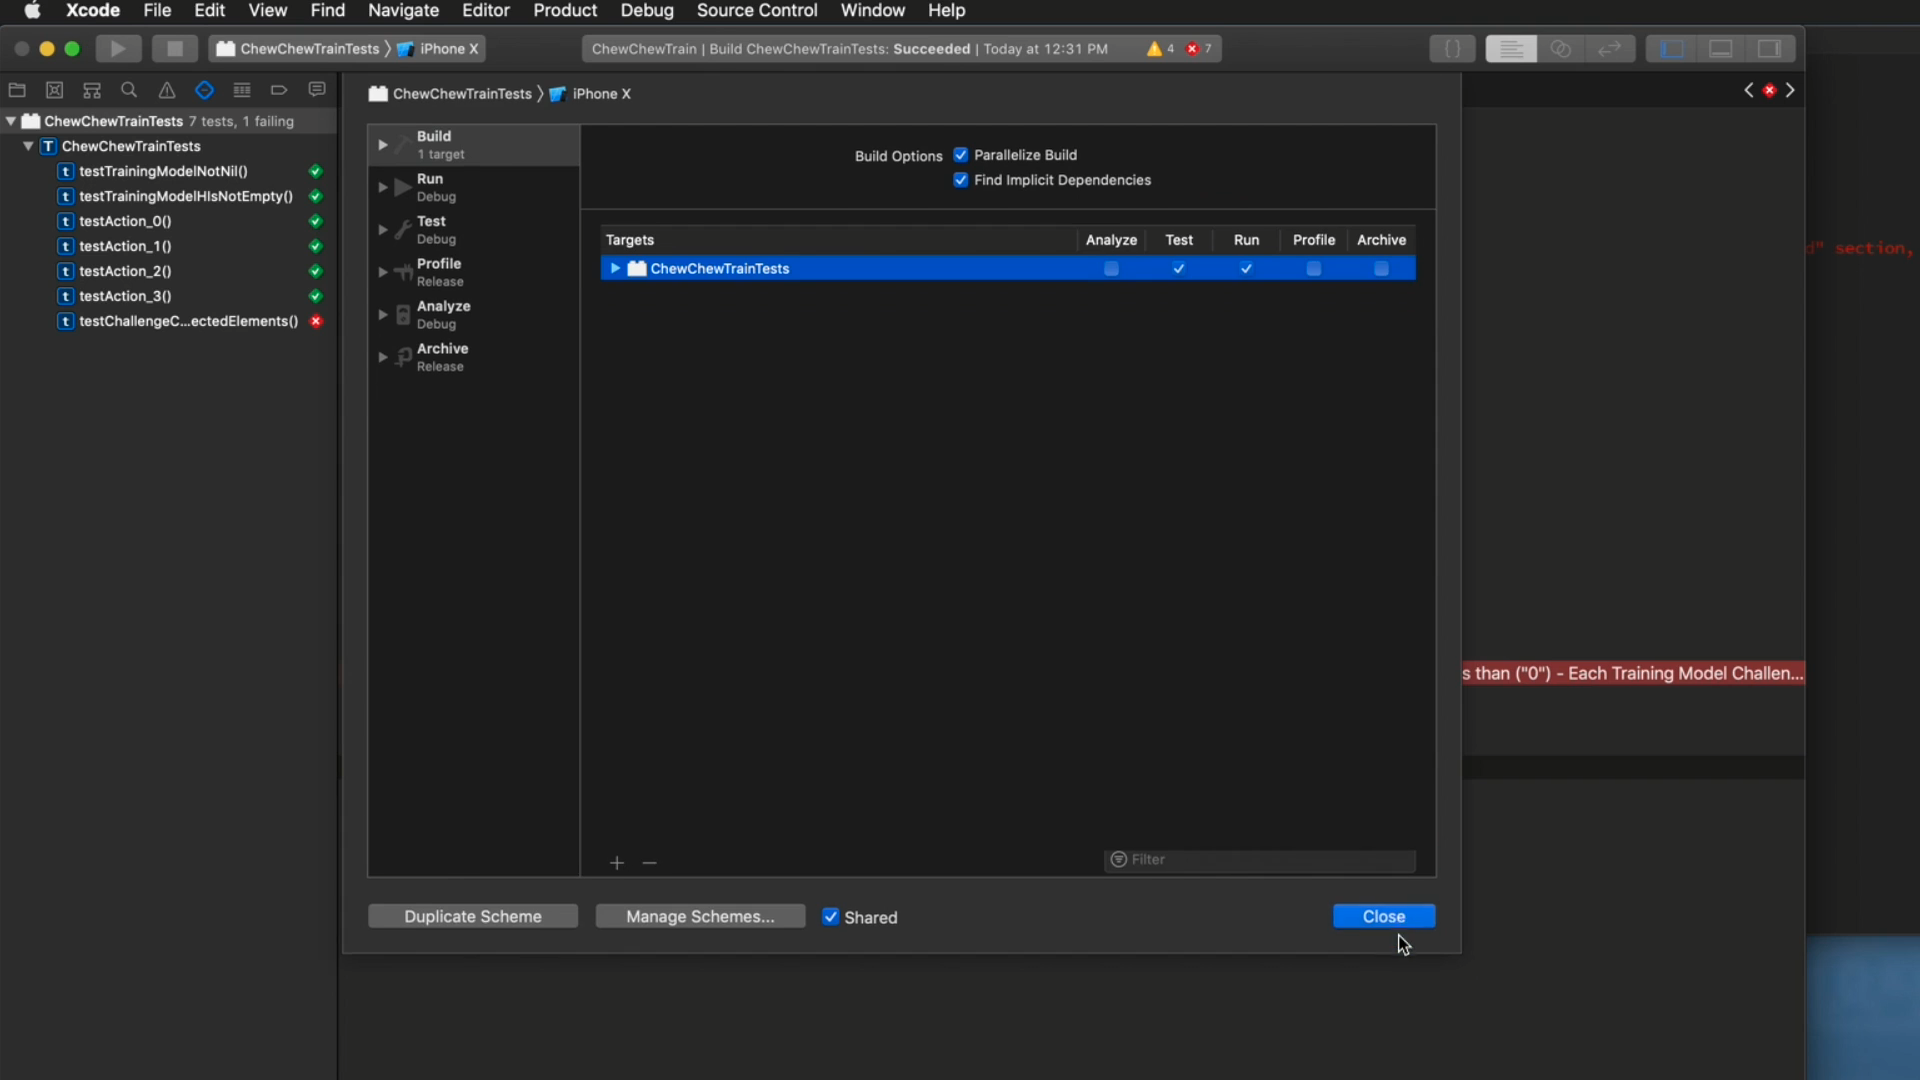 Xcode File Edit View Find Navigate Editor Product Debug Source Control Window Help
ChewChewTrainTests 〉 iPhone X
ChewChewTrain | Build ChewChewTrainTests: Succeeded | Today at 12:31 PM 4 7
ChewChewTrainTests 〉 iPhone X
ChewChewTrainTests 7 tests, 1 failing
T ChewChewTrainTests
t testTrainingModelNotNil()
t testTrainingModelHIsNotEmpty()
t testAction_0()
t testAction_1()
t testAction_2()
t testAction_3()
t testChallengeC...ectedElements()
Build
1 target
Run
Debug
Test
Debug
Profile
Release
Analyze
Debug
Archive
Release
Build Options Parallelize Build
Find Implicit Dependencies
Targets Analyze Test Run Profile Archive
ChewChewTrainTests
d" section,
s than ("0") - Each Training Model Challen...
+ − Filter
Duplicate Scheme Manage Schemes... Shared Close